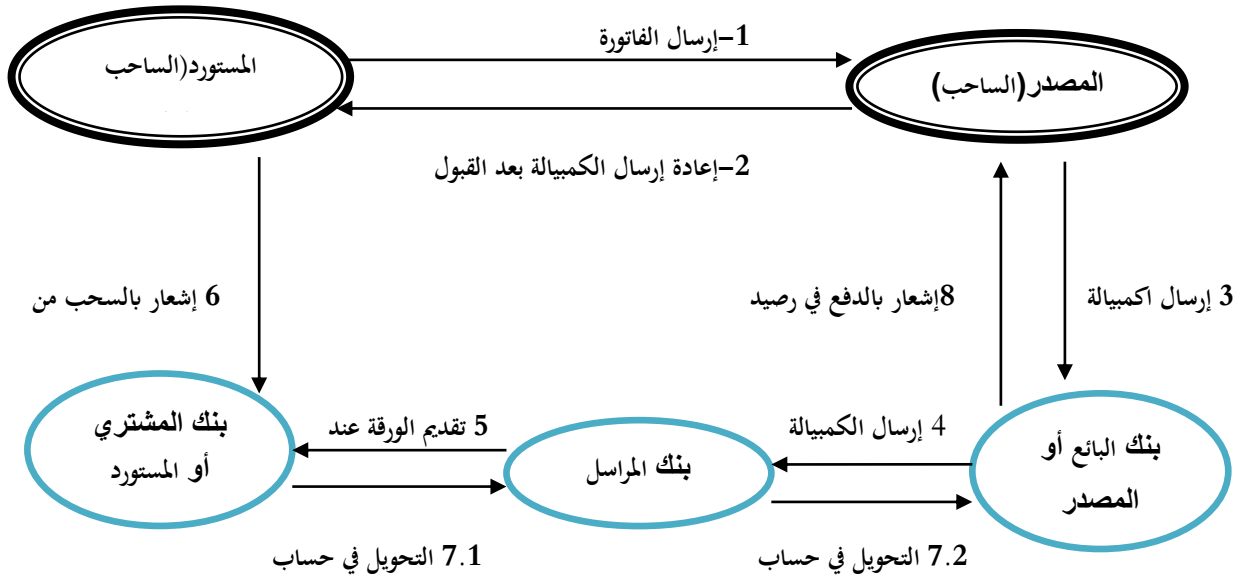 1–إرسال الفاتورة
المصدر(الساحب)
المستورد(الساحب
2–إعادة إرسال الكمبيالة بعد القبول
3 إرسال اكمبيالة
8إشعار بالدفع في رصيد
6 إشعار بالسحب من
بنك البائع أو
المصدر
4 إرسال الكمبيالة
بنك المراسل
5 تقديم الورقة عند
بنك المشتري
أو المستورد
7.2 التحويل في حساب
7.1 التحويل في حساب